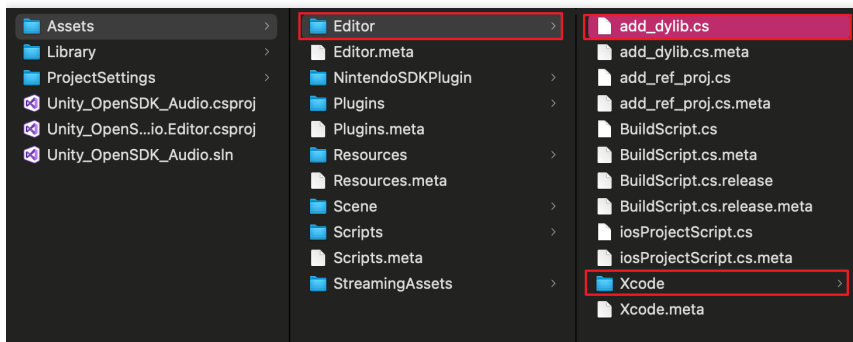 Assets
Library
ProjectSettings
Unity_OpenSDK_Audio.csproj
Unity_OpenS...io.Editor.csproj
Unity_OpenSDK_Audio.sln
Editor
Editor.meta
NintendoSDKPlugin
Plugins
Plugins.meta
Resources
Resources.meta
Scene
Scripts
Scripts.meta
StreamingAssets
add_dylib.cs
add_dylib.cs.meta
add_ref_proj.cs
add_ref_proj.cs.meta
BuildScript.cs
BuildScript.cs.meta
BuildScript.cs.release
BuildScript.cs.release.meta
iosProjectScript.cs
iosProjectScript.cs.meta
Xcode
Xcode.meta